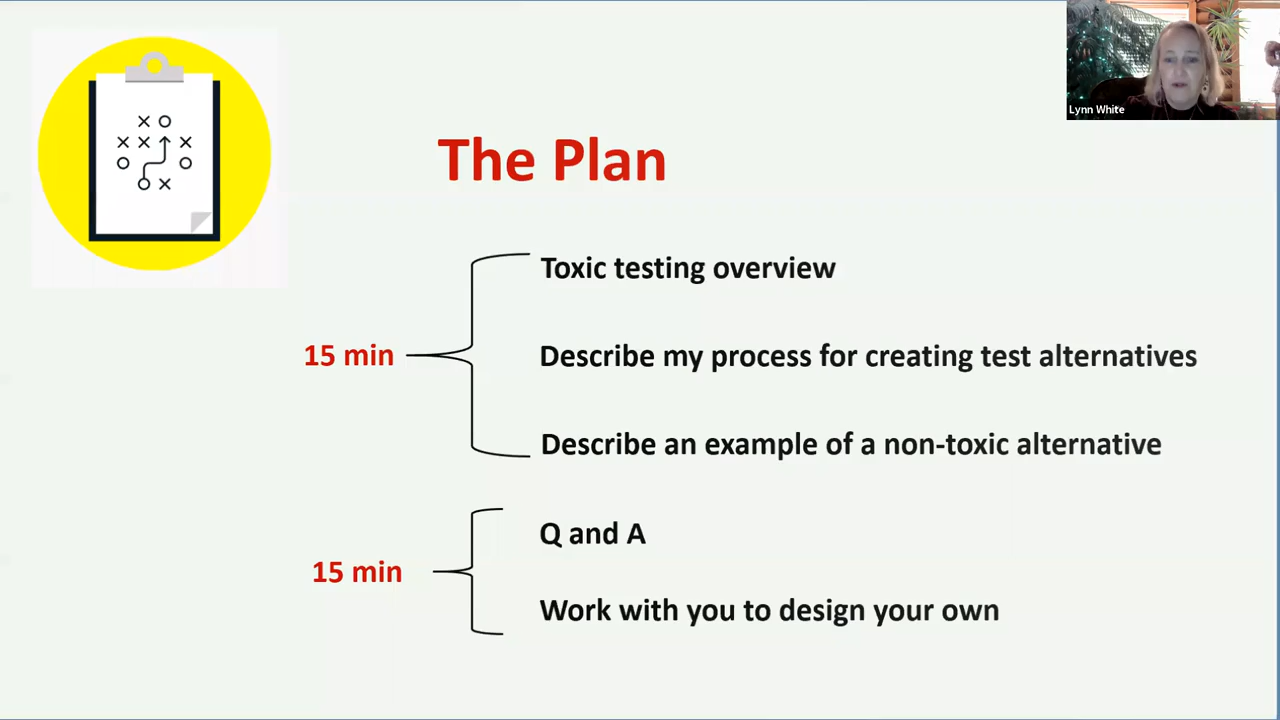 Lynn White
The Plan
15 min
Toxic testing overview
Describe my process for creating test alternatives
Describe an example of a non-toxic alternative
15 min
Q and A
Work with you to design your own